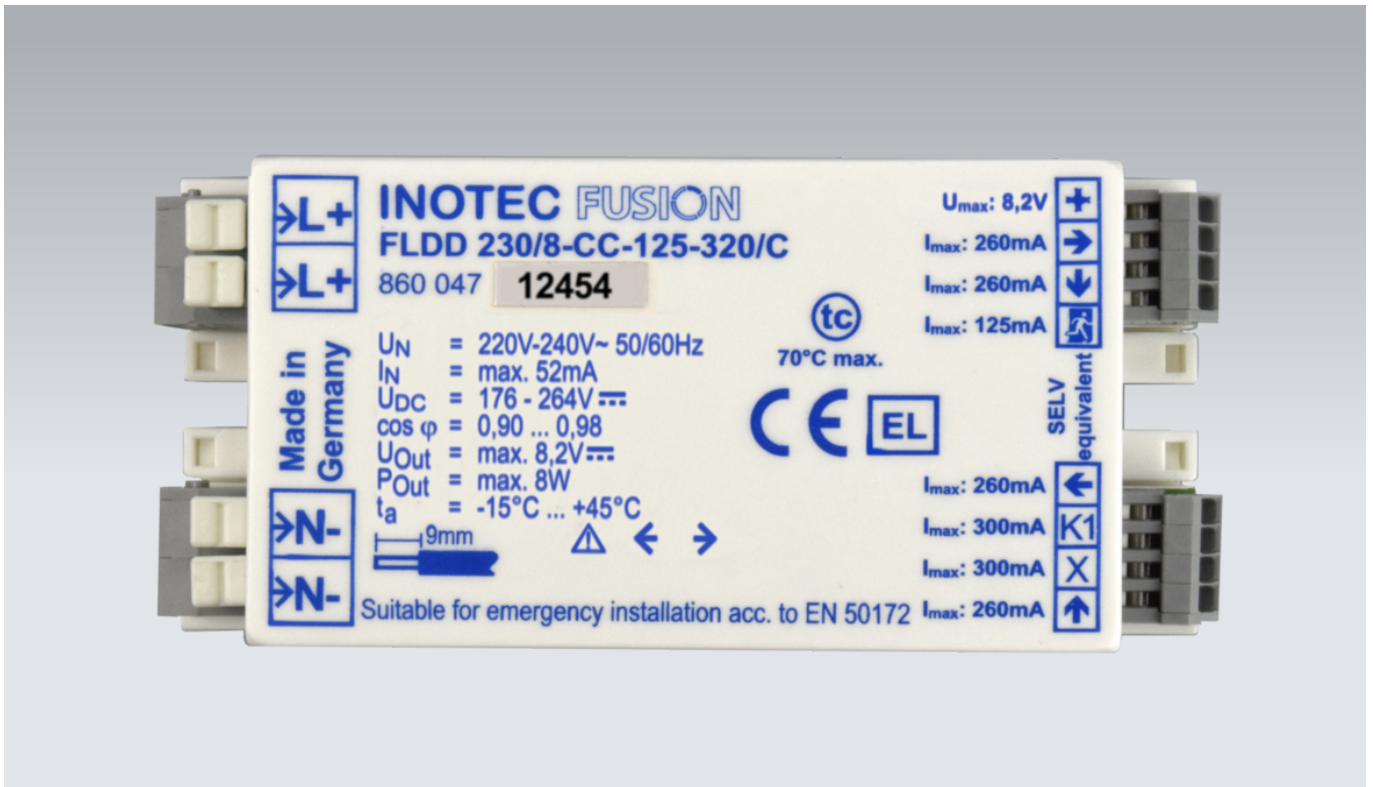 INOTEC FUSION
FLDD 230/8-CC-125-320/C
860 047 12454
>L+
>L+
Made in
Germany
>N-
>N-
UN = 220V-240V~ 50/60Hz
IN = max. 52mA
UDC = 176 - 264V ⎓
cos φ = 0,90 ... 0,98
UOut = max. 8,2V⎓
POut = max. 8W
ta = -15°C ... +45°C
9mm
⚠ ← →
Suitable for emergency installation acc. to EN 50172
tc
70°C max.
CE EL
Umax: 8,2V +
Imax: 260mA →
Imax: 260mA ↓
Imax: 125mA
SELV
equivalent
Imax: 260mA ←
Imax: 300mA K1
Imax: 300mA X
Imax: 260mA ↑